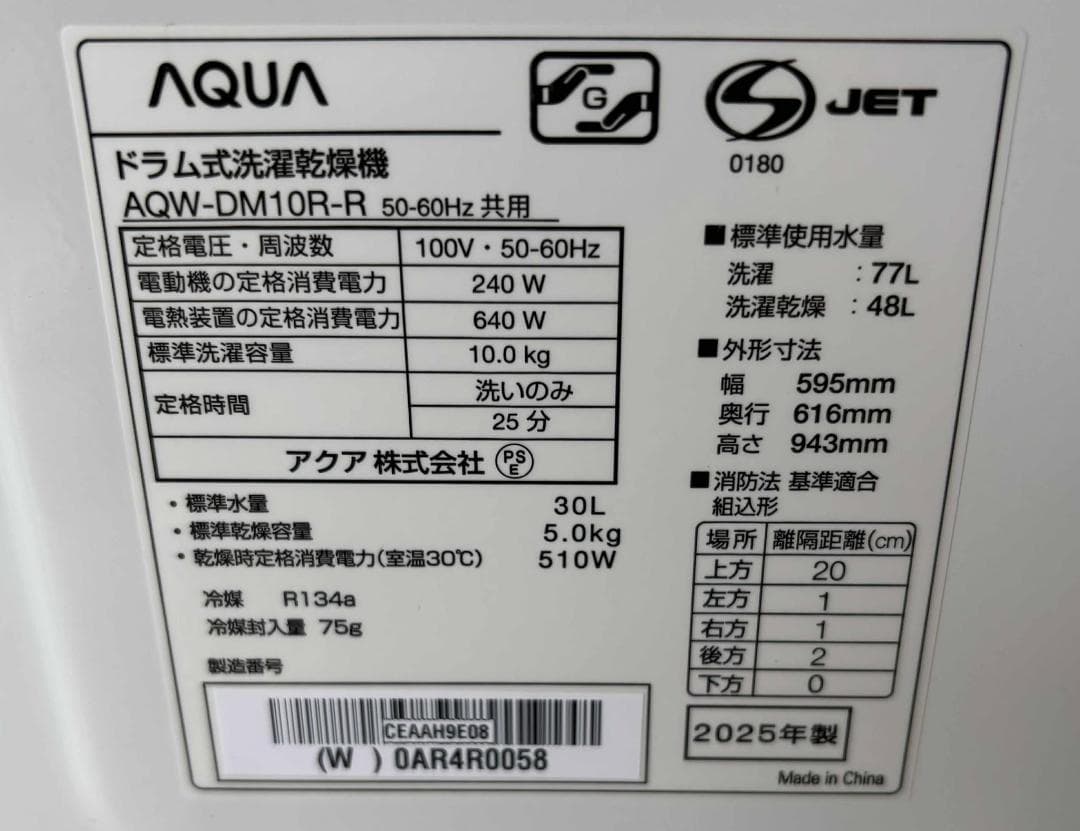 AQUA
G
JET
0180
ドラム式洗濯乾燥機
AQW-DM10R-R 50-60Hz 共用
定格電圧・周波数 100V・50-60Hz
電動機の定格消費電力 240 W
電熱装置の定格消費電力 640 W
標準洗濯容量 10.0 kg
定格時間 洗いのみ
25 分
アクア 株式会社 PSE
・標準水量 30L
・標準乾燥容量 5.0kg
・乾燥時定格消費電力(室温30℃) 510W
冷媒 R134a
冷媒封入量 75g
製造番号
CEAAH9E08
(W ) 0AR4R0058
■標準使用水量
洗濯 : 77L
洗濯乾燥 : 48L
■外形寸法
幅 595mm
奥行 616mm
高さ 943mm
■消防法 基準適合
組込形
場所 離隔距離(cm)
上方 20
左方 1
右方 1
後方 2
下方 0
2025年製
Made in China